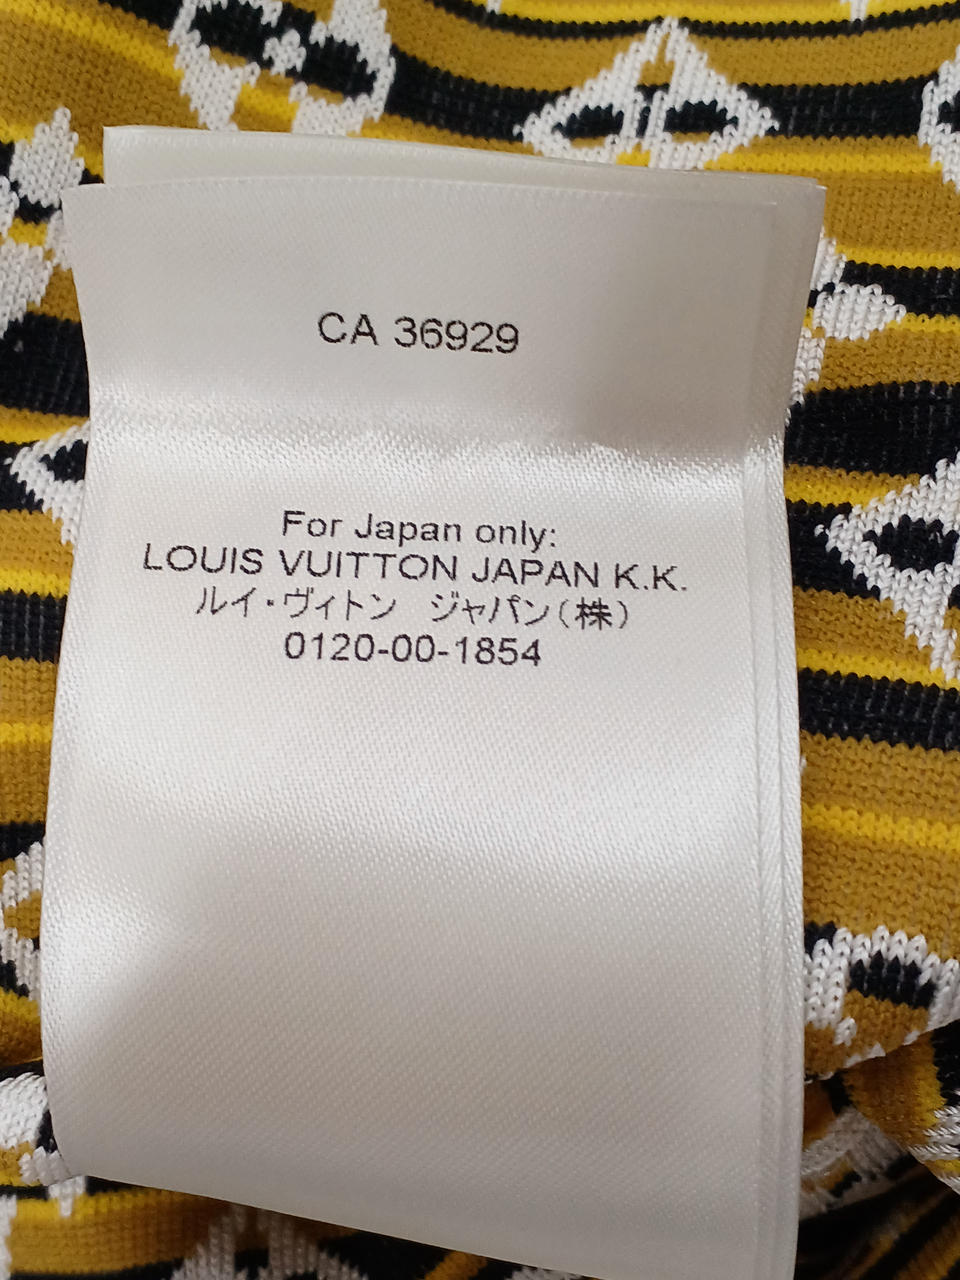 CA 36929
For Japan only:
LOUIS VUITTON JAPAN K.K.
ルイ・ヴィトン　ジャパン(株)
0120-00-1854